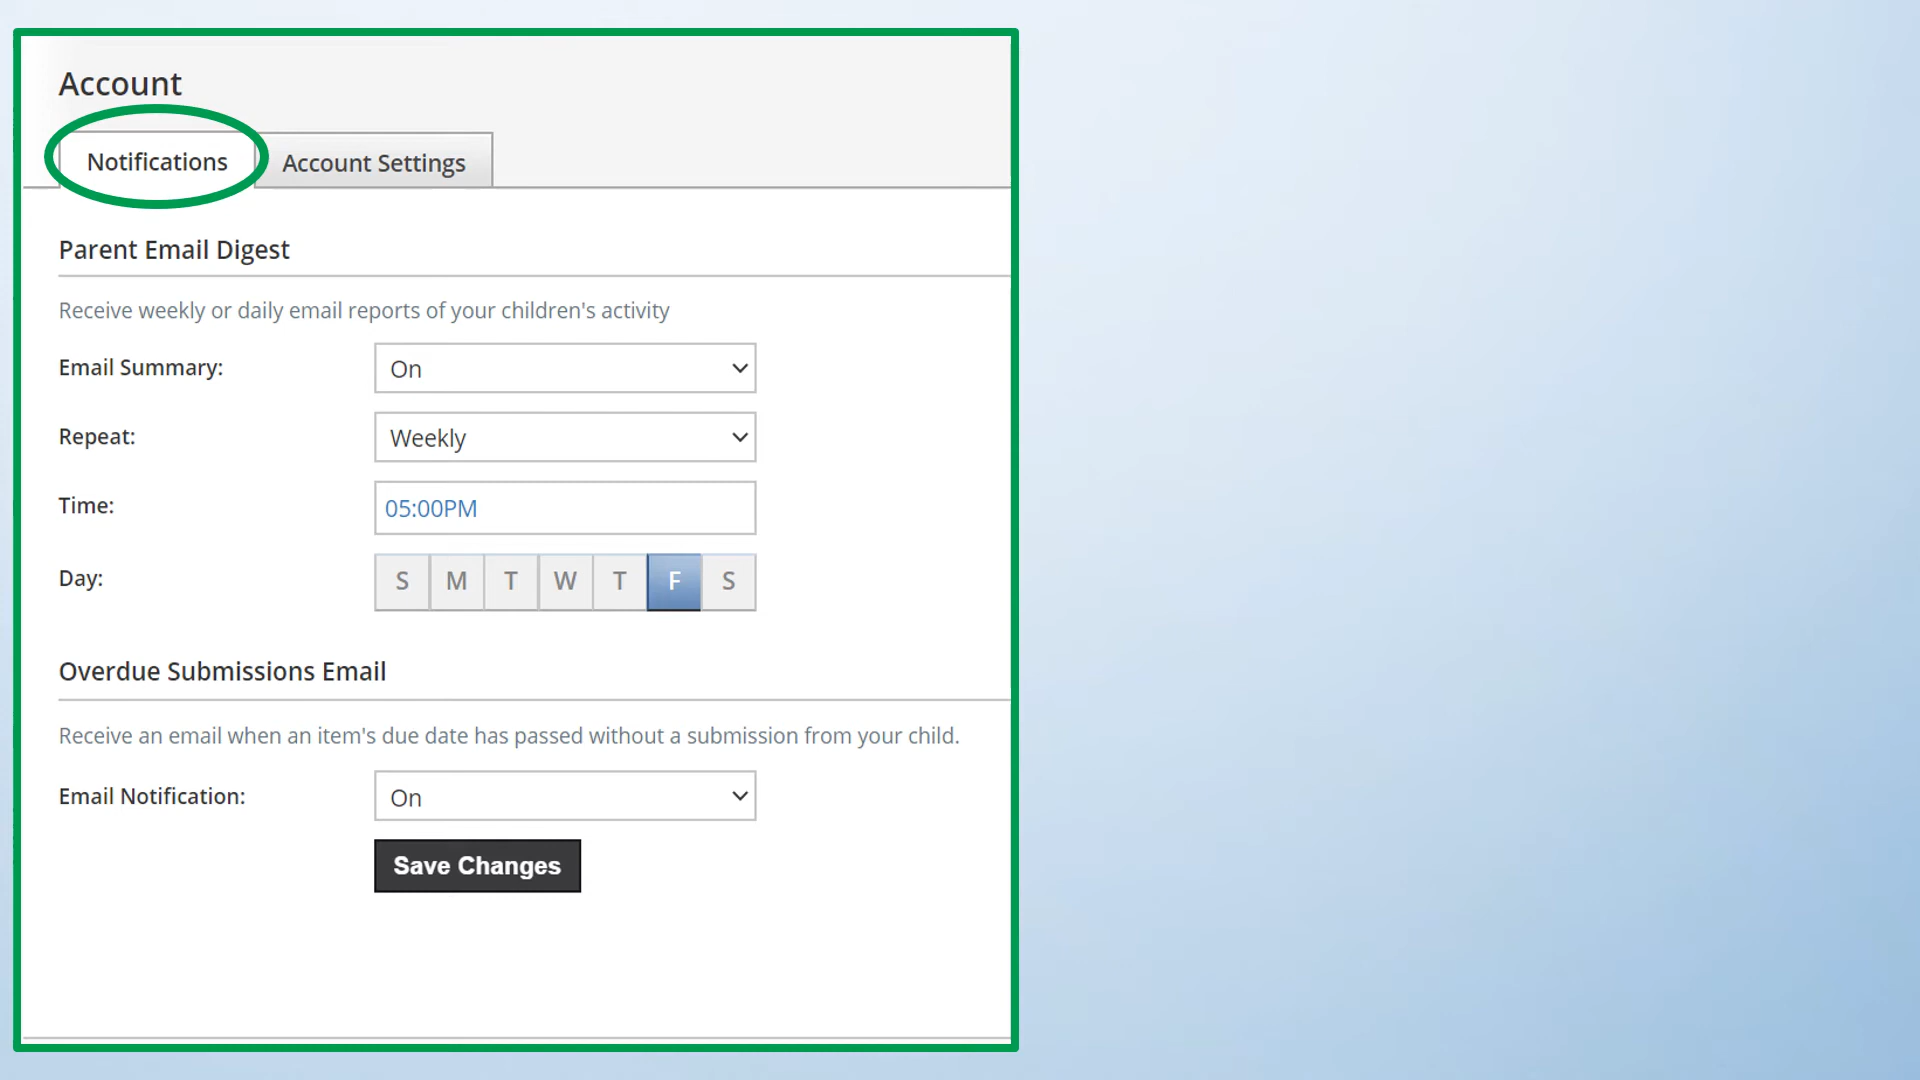 Account
Notifications
Account Settings
Parent Email Digest
Receive weekly or daily email reports of your children's activity
Email Summary:
On
Repeat:
Weekly
Time:
05:00PM
Day:
S M T W T F S
Overdue Submissions Email
Receive an email when an item's due date has passed without a submission from your child.
Email Notification:
On
Save Changes